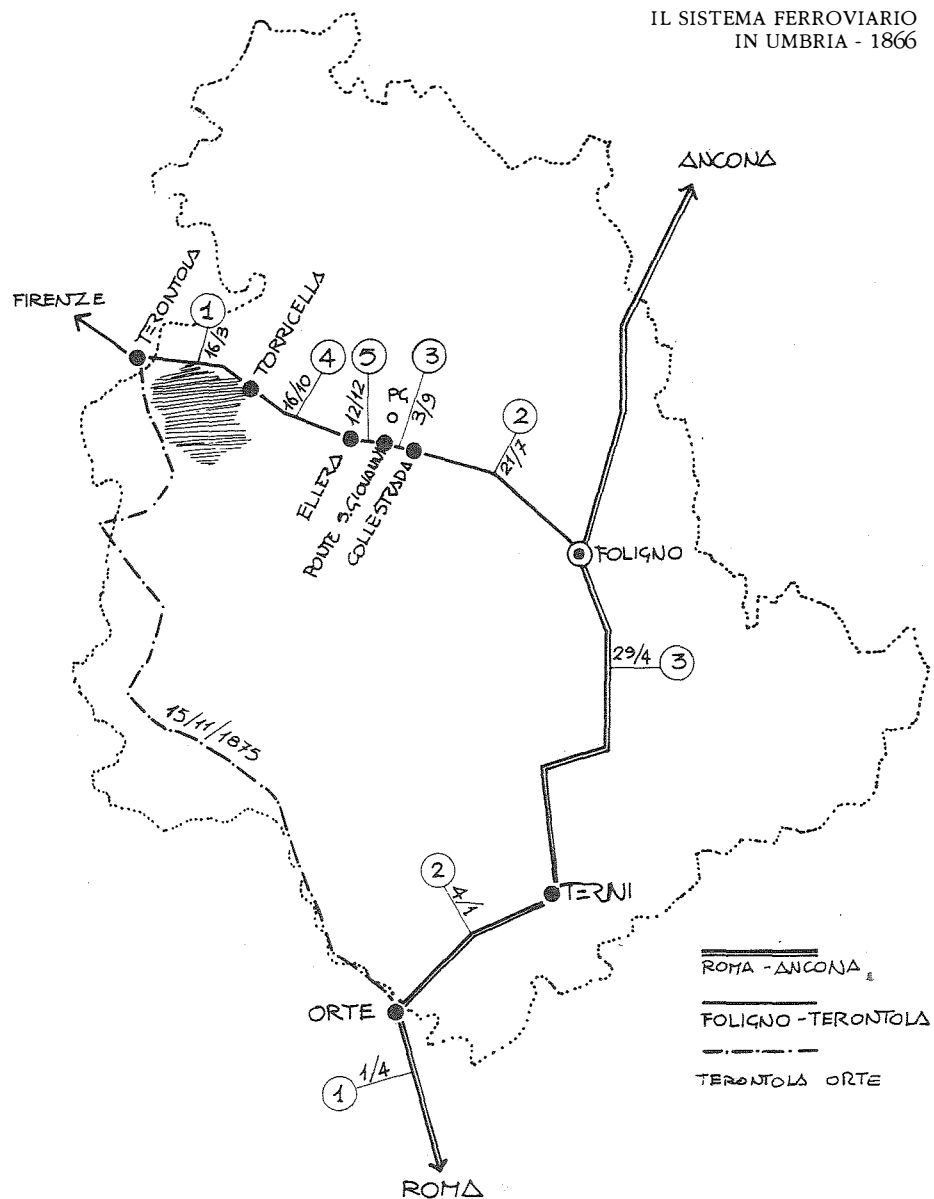 IL SISTEMA FERROVIARIO
IN UMBRIA - 1866
ANCONA
FIRENZE
TERONTOLA
1
16/3
TORRICELLA
4
16/10
5
12/12
PG
3
3/9
2
21/7
ELLERA
PONTE S.GIOVANNI
COLLESTRADA
FOLIGNO
29/4
3
15/11/1875
2
4/1
TERNI
ORTE
1
1/4
ROMA
ROMA - ANCONA
FOLIGNO - TERONTOLA
TERONTOLA ORTE